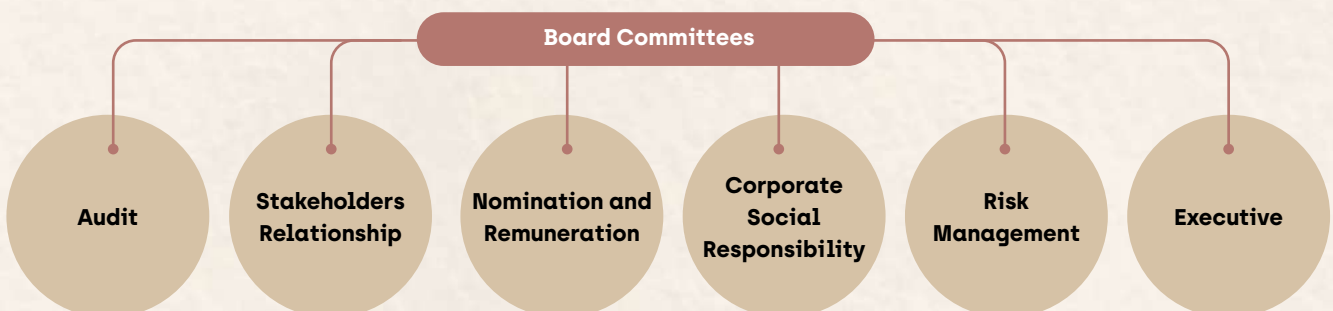 Board Committees
Audit
Stakeholders
Relationship
Nomination and
Remuneration
Corporate
Social
Responsibility
Risk
Management
Executive